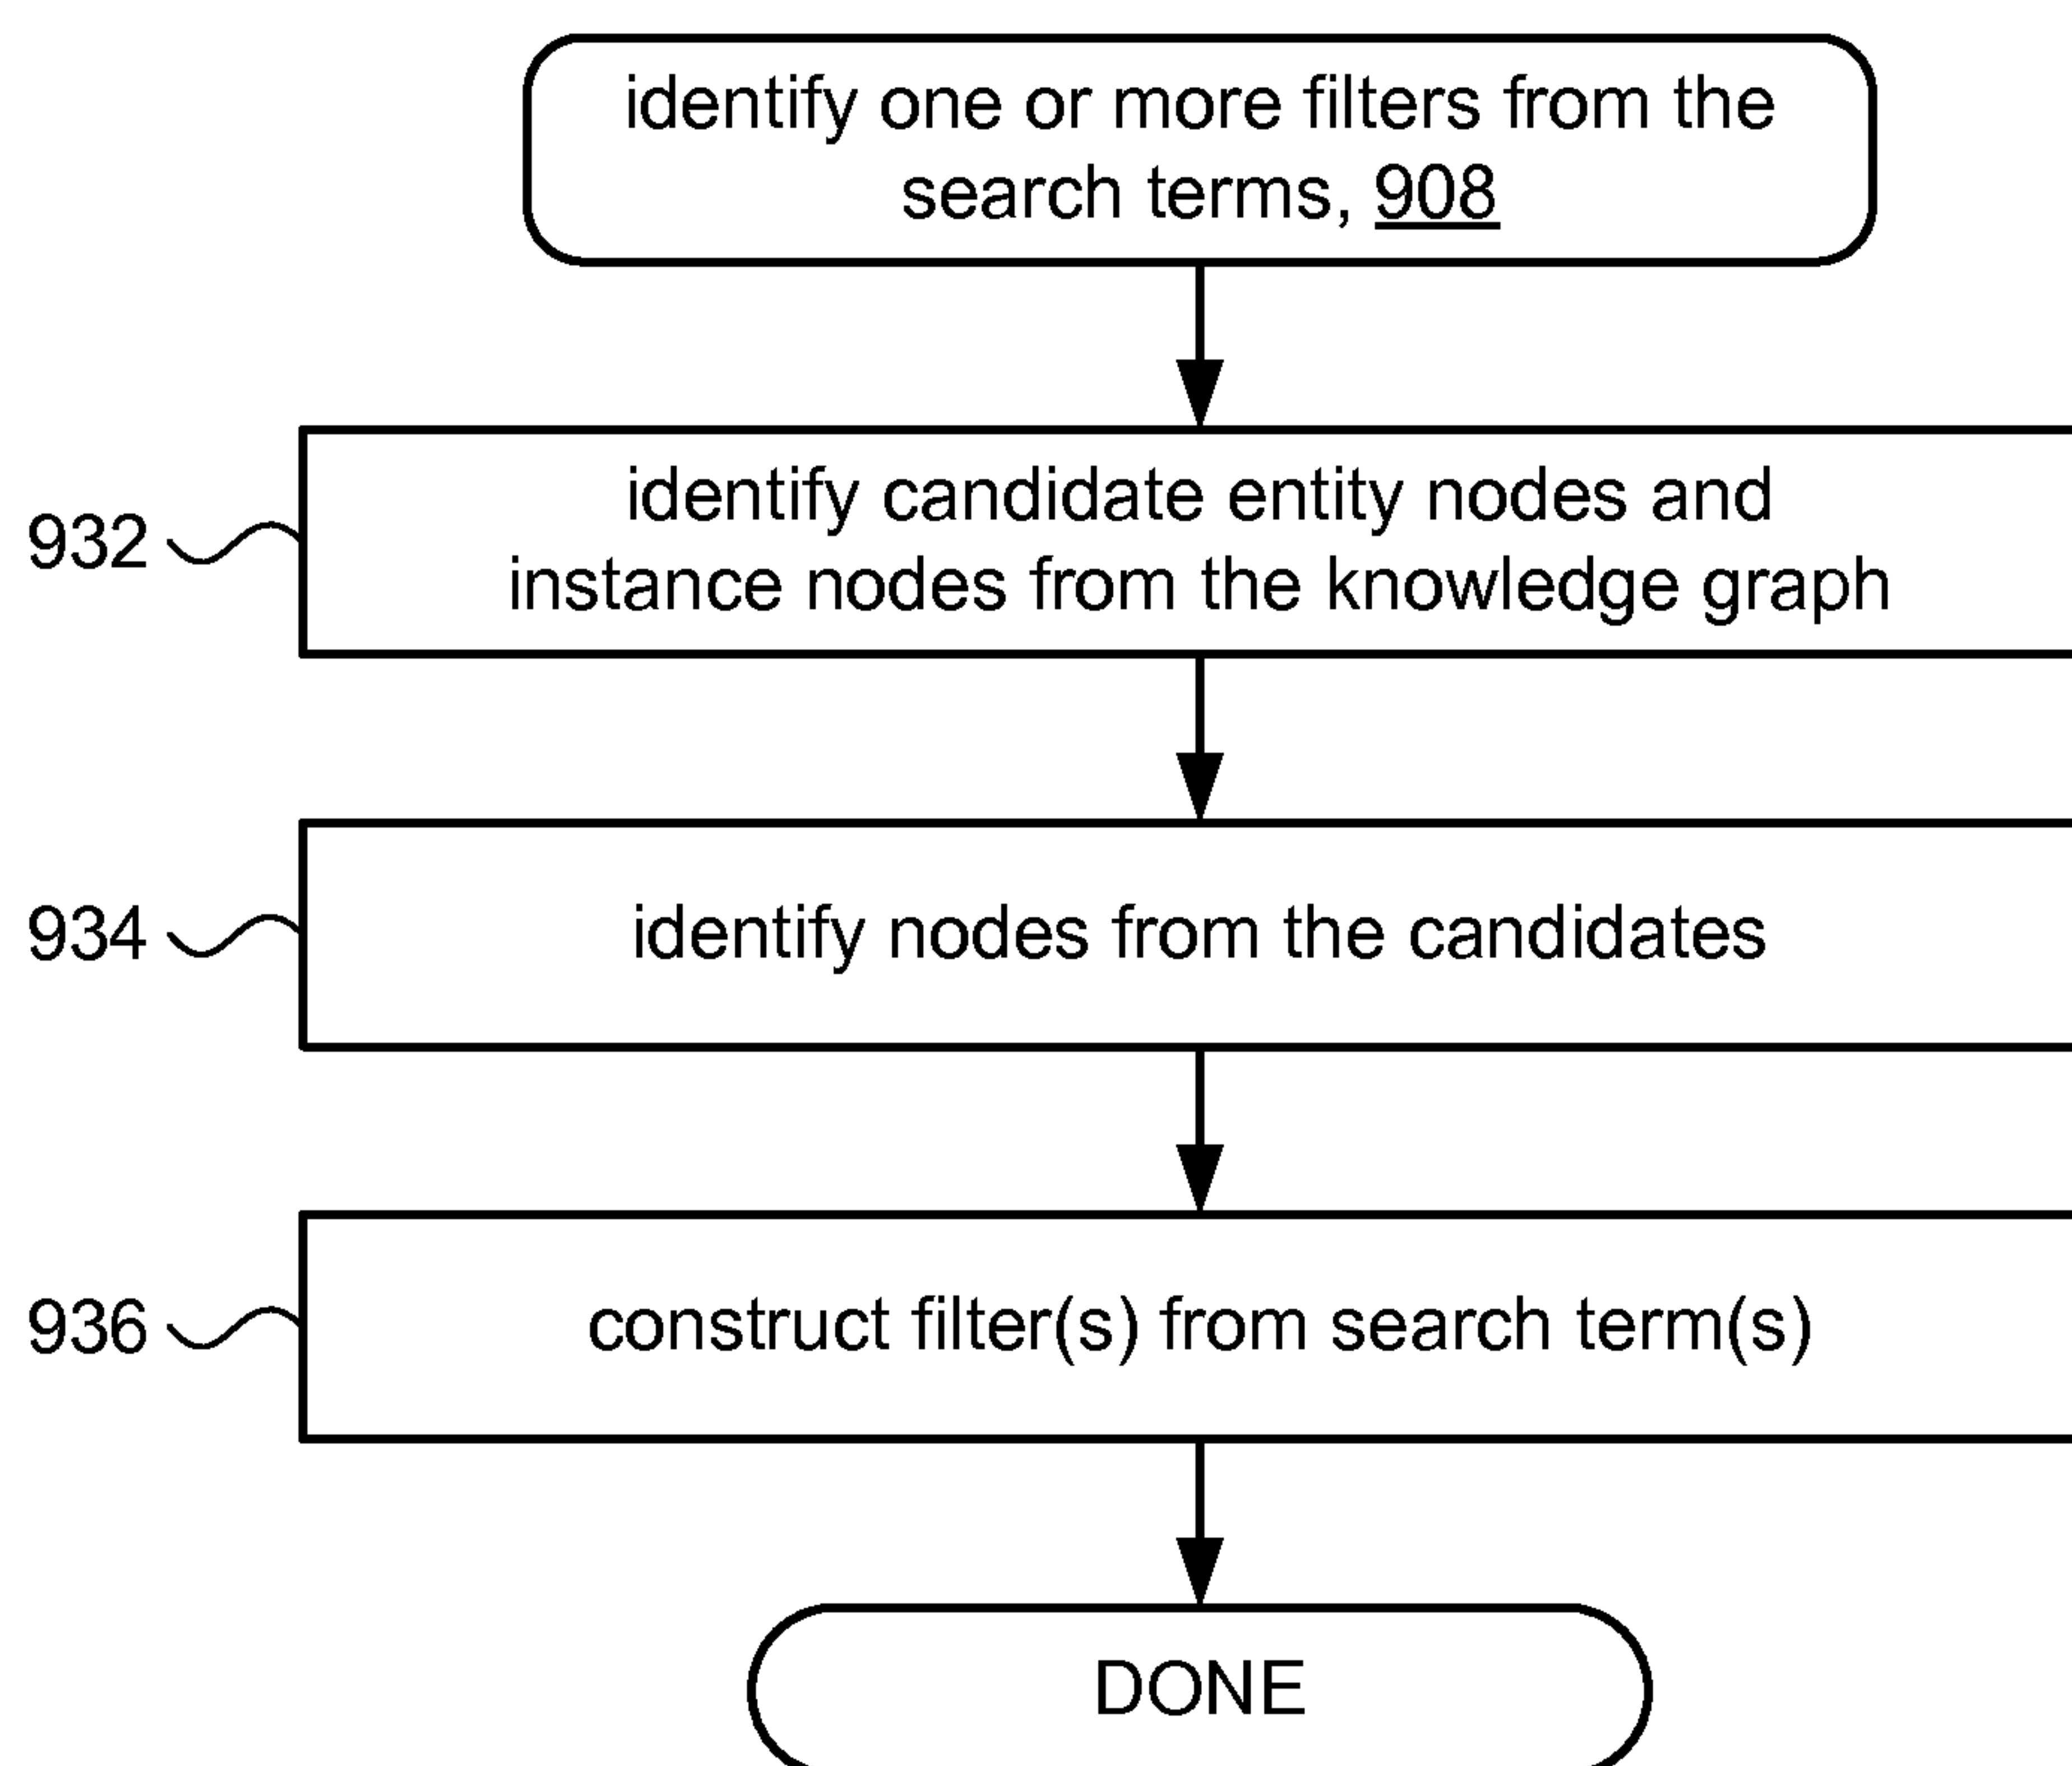 identify one or more filters from the
search terms, 908
932
identify candidate entity nodes and
instance nodes from the knowledge graph
934
identify nodes from the candidates
936
construct filter(s) from search term(s)
DONE